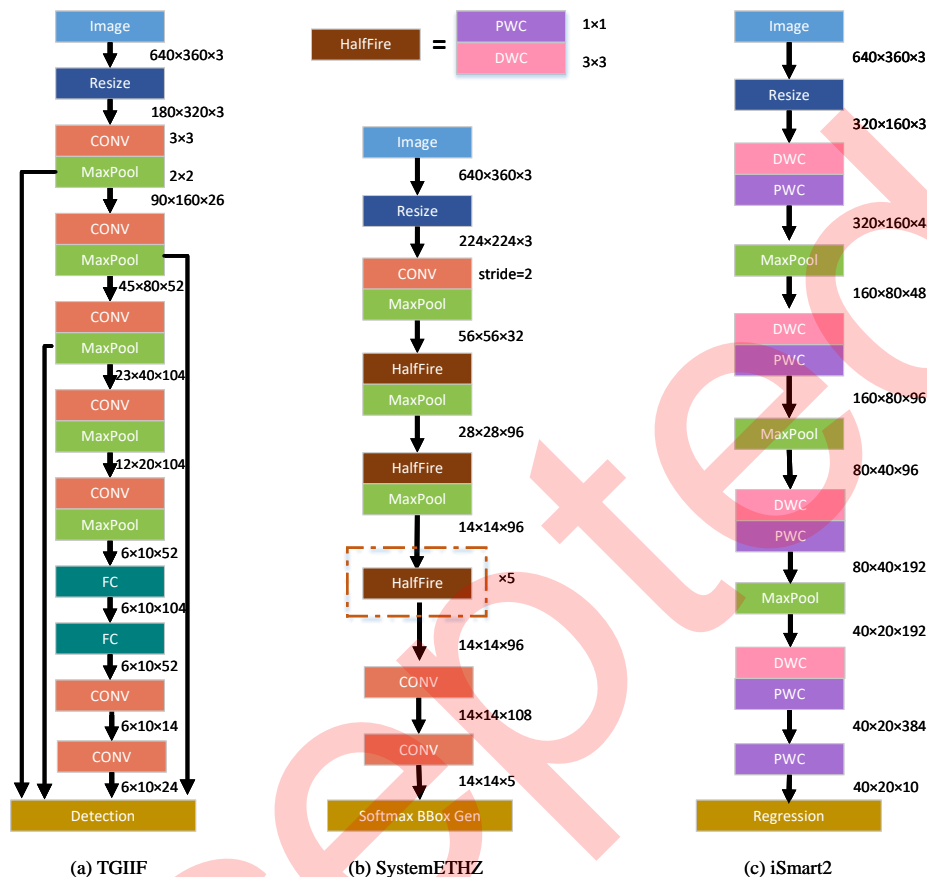 Image
640×360×3
Resize
180×320×3
CONV
3×3
MaxPool
2×2
90×160×26
CONV
MaxPool
45×80×52
CONV
MaxPool
23×40×104
CONV
MaxPool
12×20×104
CONV
MaxPool
6×10×52
FC
6×10×104
FC
6×10×52
CONV
6×10×14
CONV
6×10×24
Detection
(a) TGIIF
HalfFire
=
PWC
1×1
DWC
3×3
Image
640×360×3
Resize
224×224×3
CONV
stride=2
MaxPool
56×56×32
HalfFire
MaxPool
28×28×96
HalfFire
MaxPool
14×14×96
HalfFire
×5
14×14×96
CONV
14×14×108
CONV
14×14×5
Softmax BBox Gen
(b) SystemETHZ
Image
640×360×3
Resize
320×160×3
DWC
PWC
320×160×4
MaxPool
160×80×48
DWC
PWC
160×80×96
MaxPool
80×40×96
DWC
PWC
80×40×192
MaxPool
40×20×192
DWC
PWC
40×20×384
PWC
40×20×10
Regression
(c) iSmart2
cepted